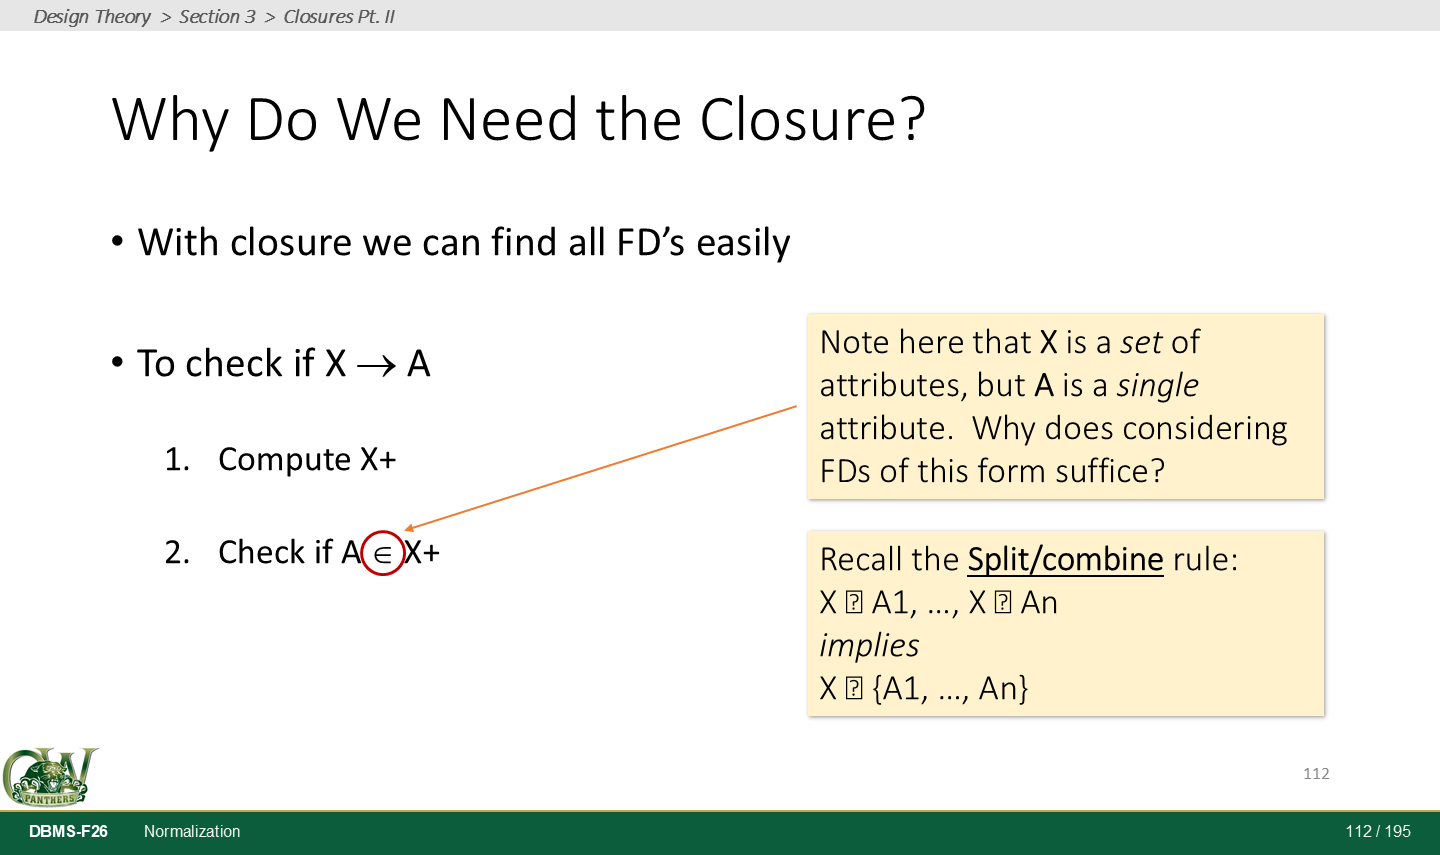 Design Theory > Section 3 > Closures Pt. II
Why Do We Need the Closure?
• With closure we can find all FD’s easily
• To check if X → A
1. Compute X+
2. Check if A ∈ X+
Note here that X is a set of
attributes, but A is a single
attribute. Why does considering
FDs of this form suffice?
Recall the Split/combine rule:
X ⍰ A1, …, X ⍰ An
implies
X ⍰ {A1, …, An}
OW
PANTHERS
112
DBMS-F26 Normalization 112 / 195